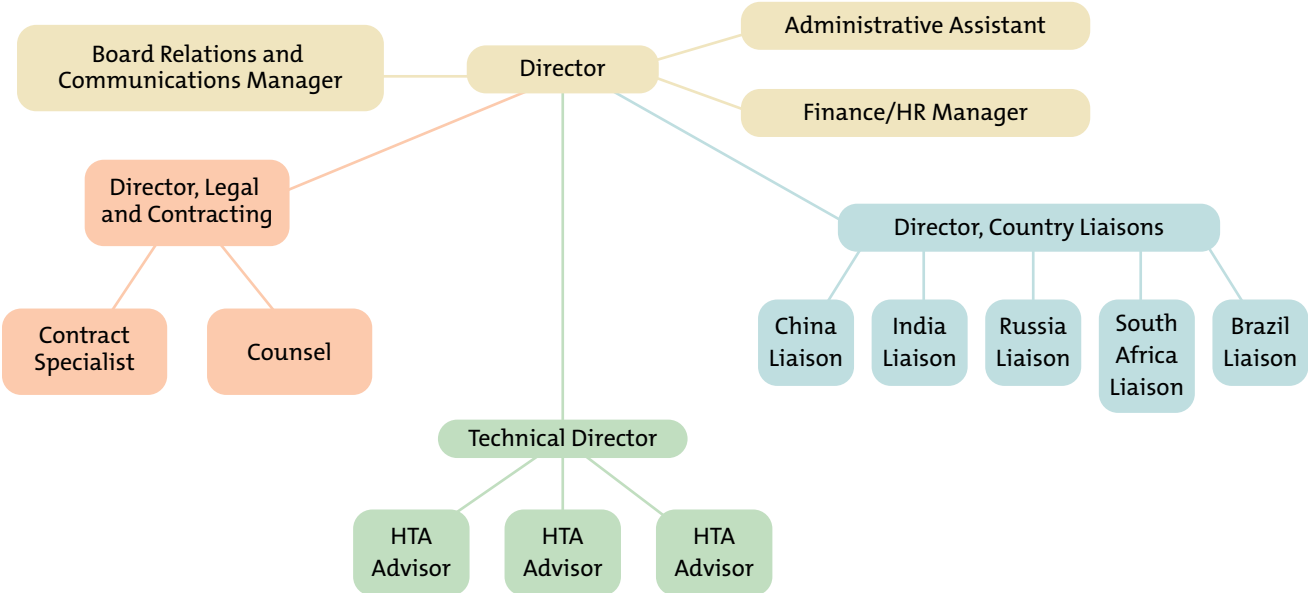 Administrative Assistant
Board Relations and
Communications Manager
Director
Finance/HR Manager
Director, Legal
and Contracting
Director, Country Liaisons
Contract
Specialist
Counsel
China
Liaison
India
Liaison
Russia
Liaison
South
Africa
Liaison
Brazil
Liaison
Technical Director
HTA
Advisor
HTA
Advisor
HTA
Advisor